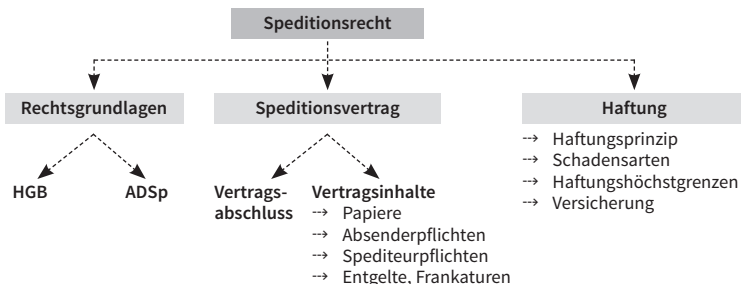 Speditionsrecht
Rechtsgrundlagen
HGB
ADSp
Speditionsvertrag
Vertrags-
abschluss
Vertragsinhalte
⇢ Papiere
⇢ Absenderpflichten
⇢ Spediteurpflichten
⇢ Entgelte, Frankaturen
Haftung
⇢ Haftungsprinzip
⇢ Schadensarten
⇢ Haftungshöchstgrenzen
⇢ Versicherung